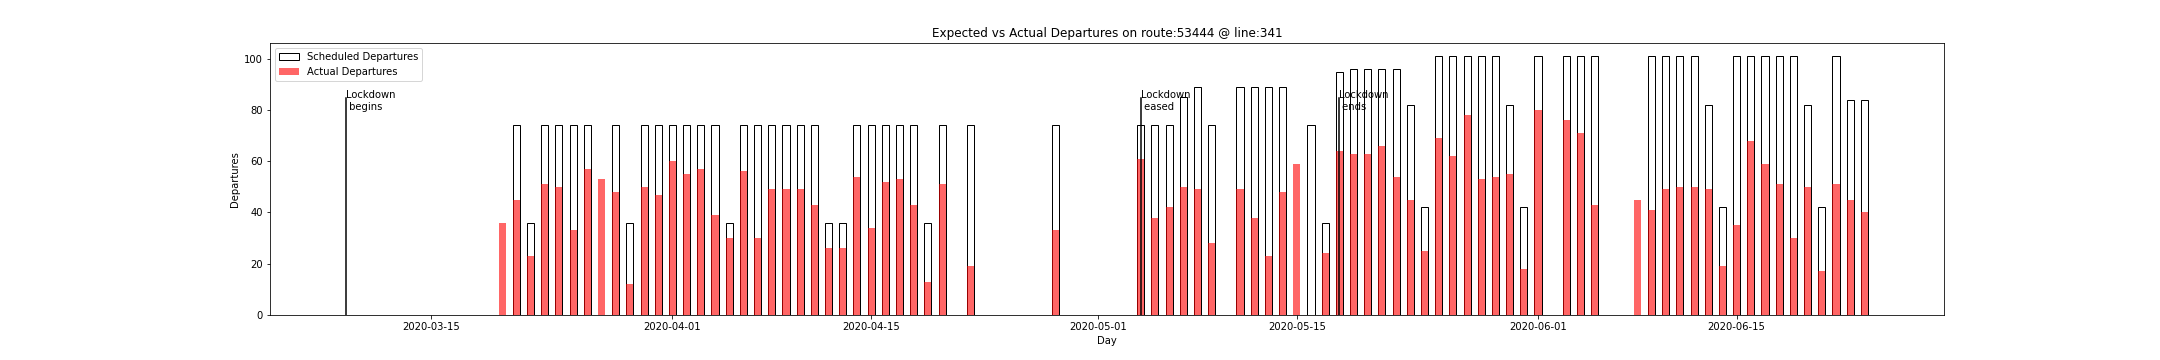 Expected vs Actual Departures on route:53444 @ line:341
Scheduled Departures
Actual Departures
100
80
60
40
20
0
Departures
Lockdown
begins
Lockdown
eased
Lockdown
ends
2020-03-15
2020-04-01
2020-04-15
2020-05-01
2020-05-15
2020-06-01
2020-06-15
Day